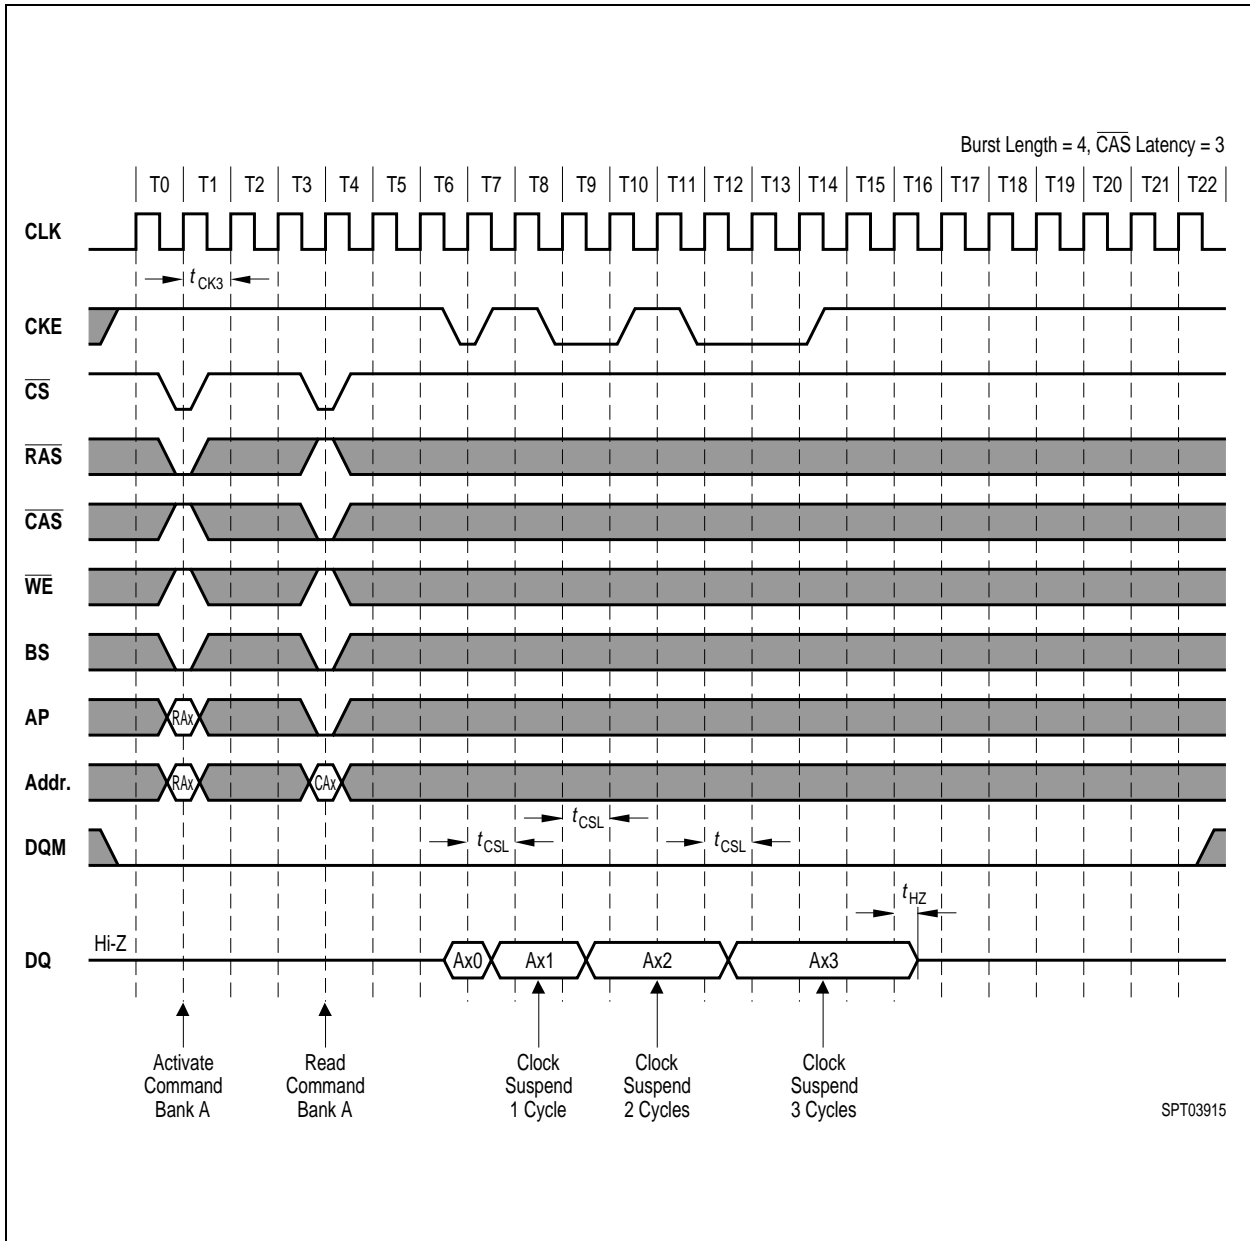 Burst Length = 4, CAS Latency = 3
T0 T1 T2 T3 T4 T5 T6 T7 T8 T9 T10 T11 T12 T13 T14 T15 T16 T17 T18 T19 T20 T21 T22
CLK
tCK3
CKE
CS
RAS
CAS
WE
BS
AP RAx
Addr. RAx CAx
tCSL
DQM tCSL tCSL
tHZ
Hi-Z
DQ Ax0 Ax1 Ax2 Ax3
Activate
Command
Bank A
Read
Command
Bank A
Clock
Suspend
1 Cycle
Clock
Suspend
2 Cycles
Clock
Suspend
3 Cycles
SPT03915